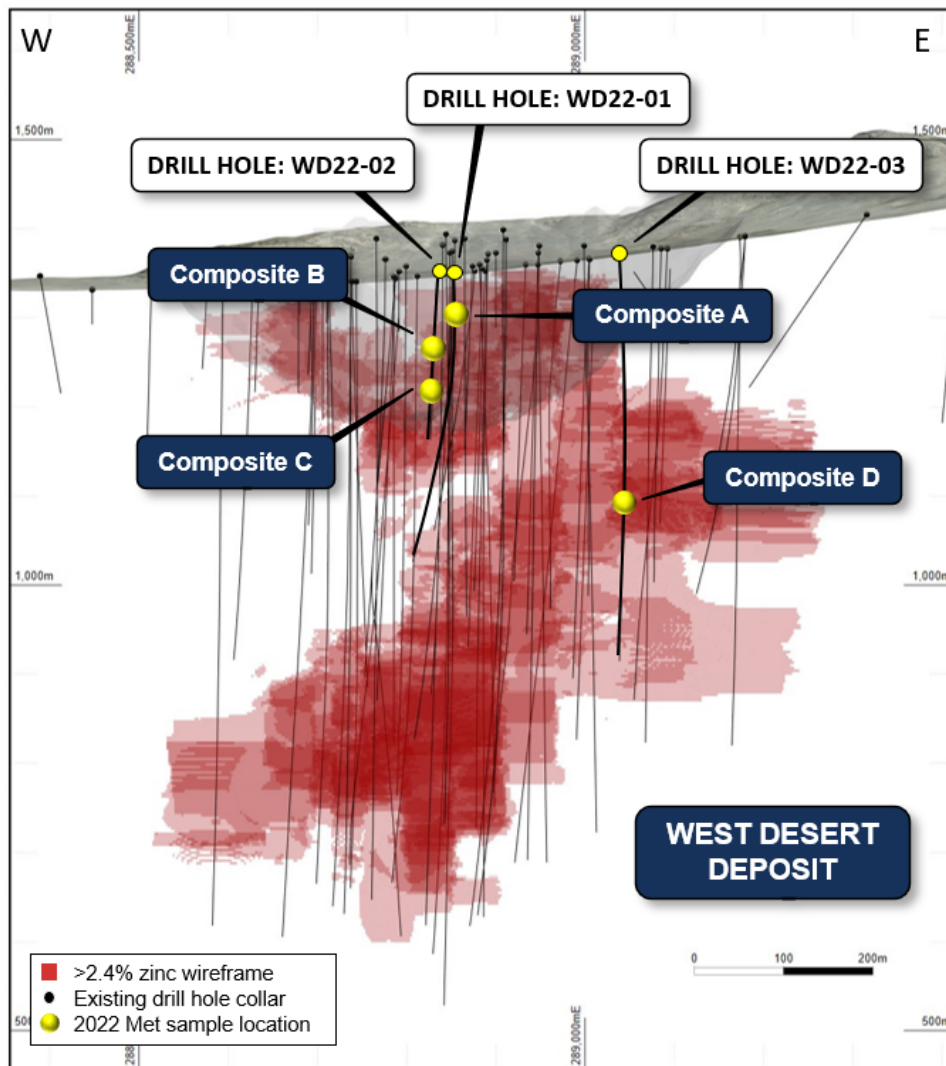 W
E
288,500mE
289,000mE
DRILL HOLE: WD22-01
1,500m
1,500m
DRILL HOLE: WD22-02
DRILL HOLE: WD22-03
Composite B
Composite A
Composite C
Composite D
1,000m
1,000m
WEST DESERT
DEPOSIT
0
100
200m
>2.4% zinc wireframe
Existing drill hole collar
2022 Met sample location
289,000mE
500m